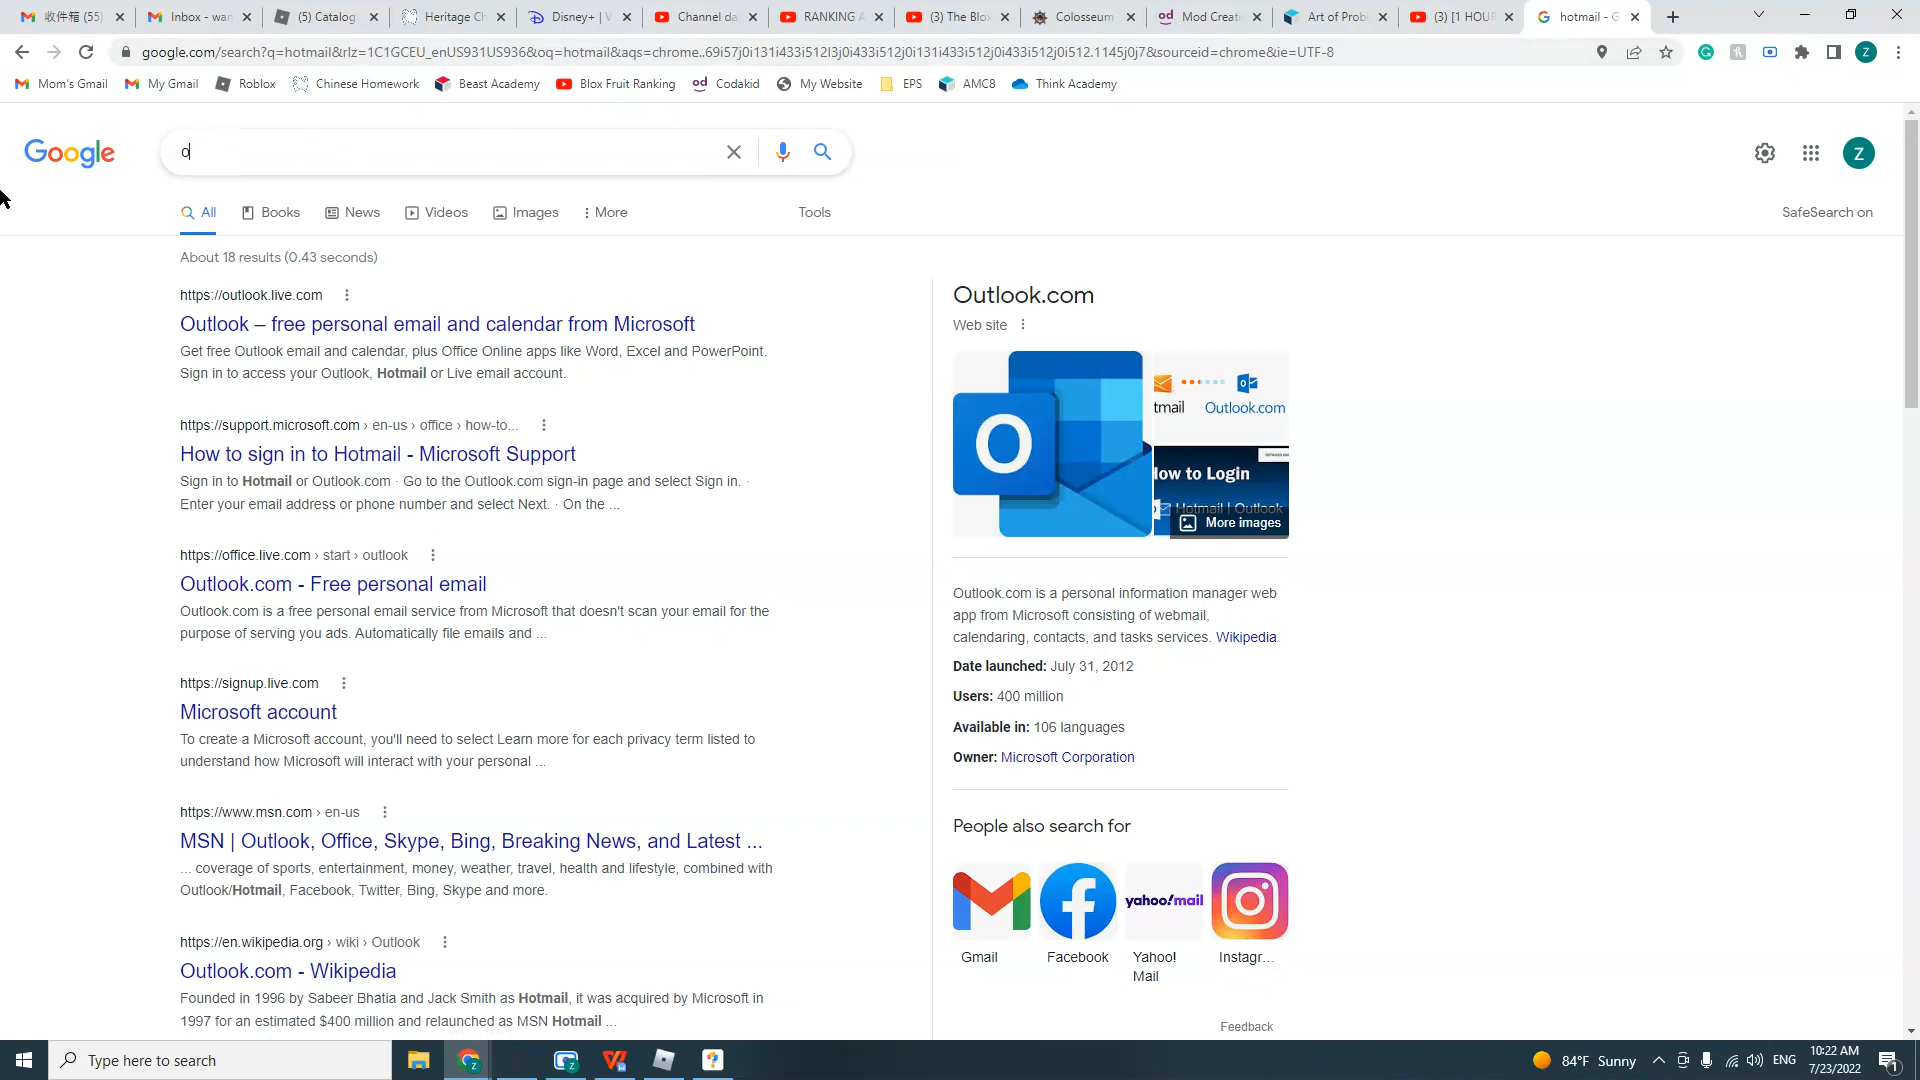 收件箱 (55)
Inbox - wan
(5) Catalog
Heritage Ch
Disney+ | V
Channel da
RANKING A
(3) The Blox
Colosseum
Mod Creati
Art of Prob
(3) [1 HOUR
hotmail - G
google.com/search?q=hotmail&rlz=1C1GCEU_enUS931US936&oq=hotmail&aqs=chrome..69i57j0i131i433i512l3j0i433i512j0i131i433i512j0i433i512j0i512.1145j0j7&sourceid=chrome&ie=UTF-8
Z
Mom's Gmail
My Gmail
Roblox
Chinese Homework
Beast Academy
Blox Fruit Ranking
od Codakid
My Website
EPS
AMC8
Think Academy
Google
o
Z
All
Books
News
Videos
Images
More
Tools
SafeSearch on
About 18 results (0.43 seconds)
https://outlook.live.com
Outlook – free personal email and calendar from Microsoft
Get free Outlook email and calendar, plus Office Online apps like Word, Excel and PowerPoint.
Sign in to access your Outlook, Hotmail or Live email account.
https://support.microsoft.com › en-us › office › how-to...
How to sign in to Hotmail - Microsoft Support
Sign in to Hotmail or Outlook.com · Go to the Outlook.com sign-in page and select Sign in. ·
Enter your email address or phone number and select Next. · On the ...
https://office.live.com › start › outlook
Outlook.com - Free personal email
Outlook.com is a free personal email service from Microsoft that doesn't scan your email for the
purpose of serving you ads. Automatically file emails and ...
https://signup.live.com
Microsoft account
To create a Microsoft account, you'll need to select Learn more for each privacy term listed to
understand how Microsoft will interact with your personal ...
https://www.msn.com › en-us
MSN | Outlook, Office, Skype, Bing, Breaking News, and Latest ...
... coverage of sports, entertainment, money, weather, travel, health and lifestyle, combined with
Outlook/Hotmail, Facebook, Twitter, Bing, Skype and more.
https://en.wikipedia.org › wiki › Outlook
Outlook.com - Wikipedia
Founded in 1996 by Sabeer Bhatia and Jack Smith as Hotmail, it was acquired by Microsoft in
1997 for an estimated $400 million and relaunched as MSN Hotmail ...
Outlook.com
Web site
O
tmail
Outlook.com
How to Login
Hotmail | Outlook
More images
Outlook.com is a personal information manager web
app from Microsoft consisting of webmail,
calendaring, contacts, and tasks services. Wikipedia
Date launched: July 31, 2012
Users: 400 million
Available in: 106 languages
Owner: Microsoft Corporation
People also search for
yahoo!mail
Gmail
Facebook
Yahoo!
Mail
Instagr...
Feedback
Type here to search
84°F Sunny
ENG
10:22 AM
7/23/2022
1